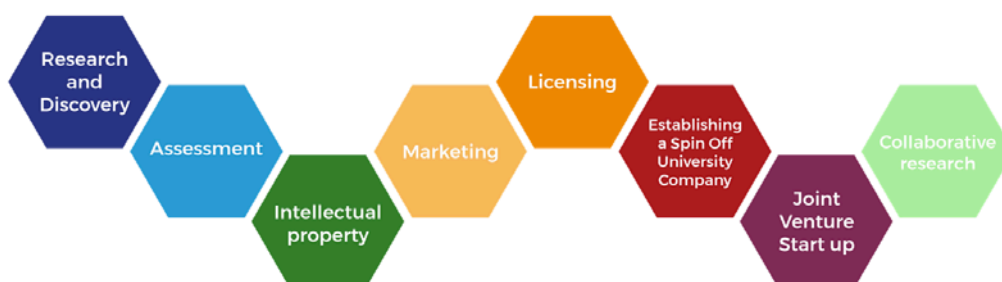 Research
and
Discovery
Assessment
Intellectual
property
Marketing
Licensing
Establishing
a Spin Off
University
Company
Joint
Venture
Start up
Collaborative
research